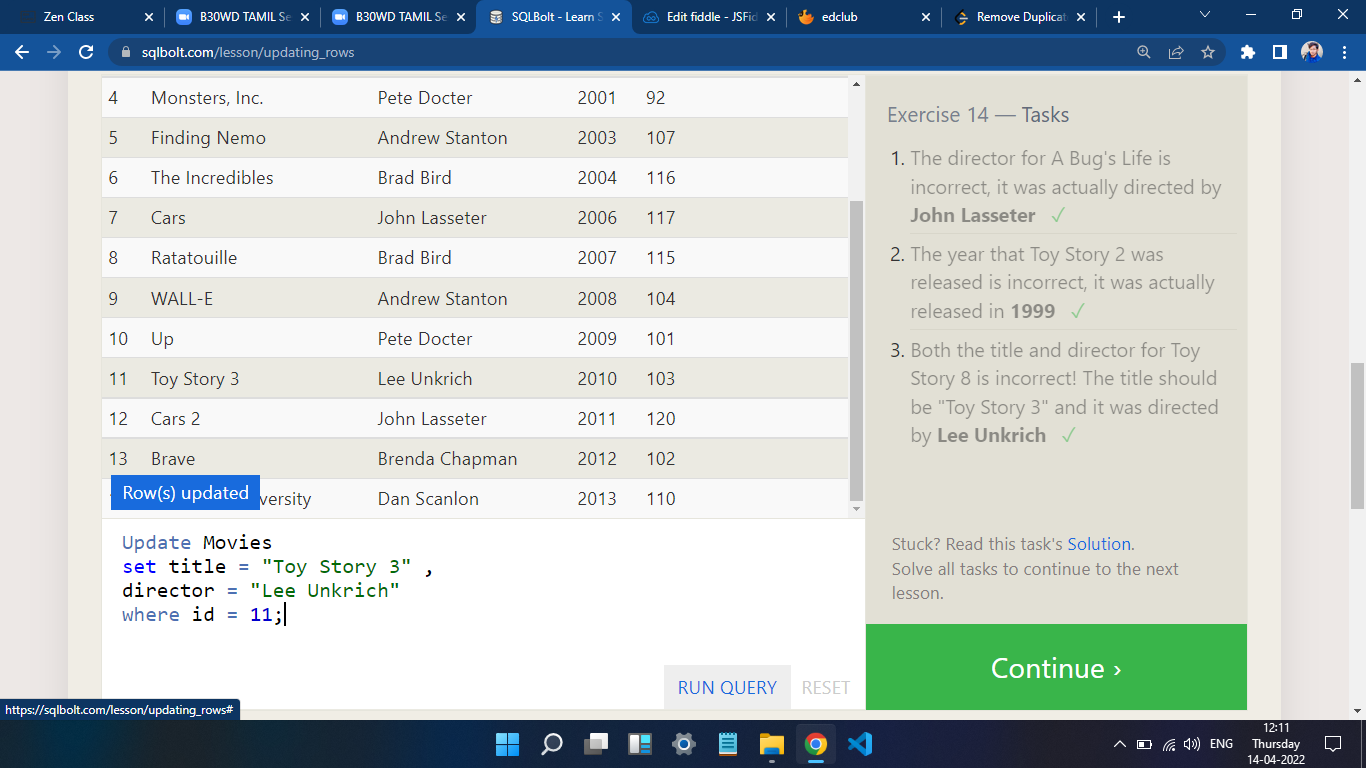 Zen Class
B30WD TAMIL Se
B30WD TAMIL Se
SQLBolt - Learn S
Edit fiddle - JSFid
edclub
Remove Duplicat
sqlbolt.com/lesson/updating_rows
4 Monsters, Inc. Pete Docter 2001 92
5 Finding Nemo Andrew Stanton 2003 107
6 The Incredibles Brad Bird 2004 116
7 Cars John Lasseter 2006 117
8 Ratatouille Brad Bird 2007 115
9 WALL-E Andrew Stanton 2008 104
10 Up Pete Docter 2009 101
11 Toy Story 3 Lee Unkrich 2010 103
12 Cars 2 John Lasseter 2011 120
13 Brave Brenda Chapman 2012 102
versity Dan Scanlon 2013 110
Row(s) updated
Update Movies
set title = "Toy Story 3" ,
director = "Lee Unkrich"
where id = 11;
RUN QUERY RESET
Exercise 14 — Tasks
1. The director for A Bug's Life is
incorrect, it was actually directed by
John Lasseter ✓
2. The year that Toy Story 2 was
released is incorrect, it was actually
released in 1999 ✓
3. Both the title and director for Toy
Story 8 is incorrect! The title should
be "Toy Story 3" and it was directed
by Lee Unkrich ✓
Stuck? Read this task's Solution.
Solve all tasks to continue to the next
lesson.
Continue ›
https://sqlbolt.com/lesson/updating_rows#
ENG
12:11
Thursday
14-04-2022